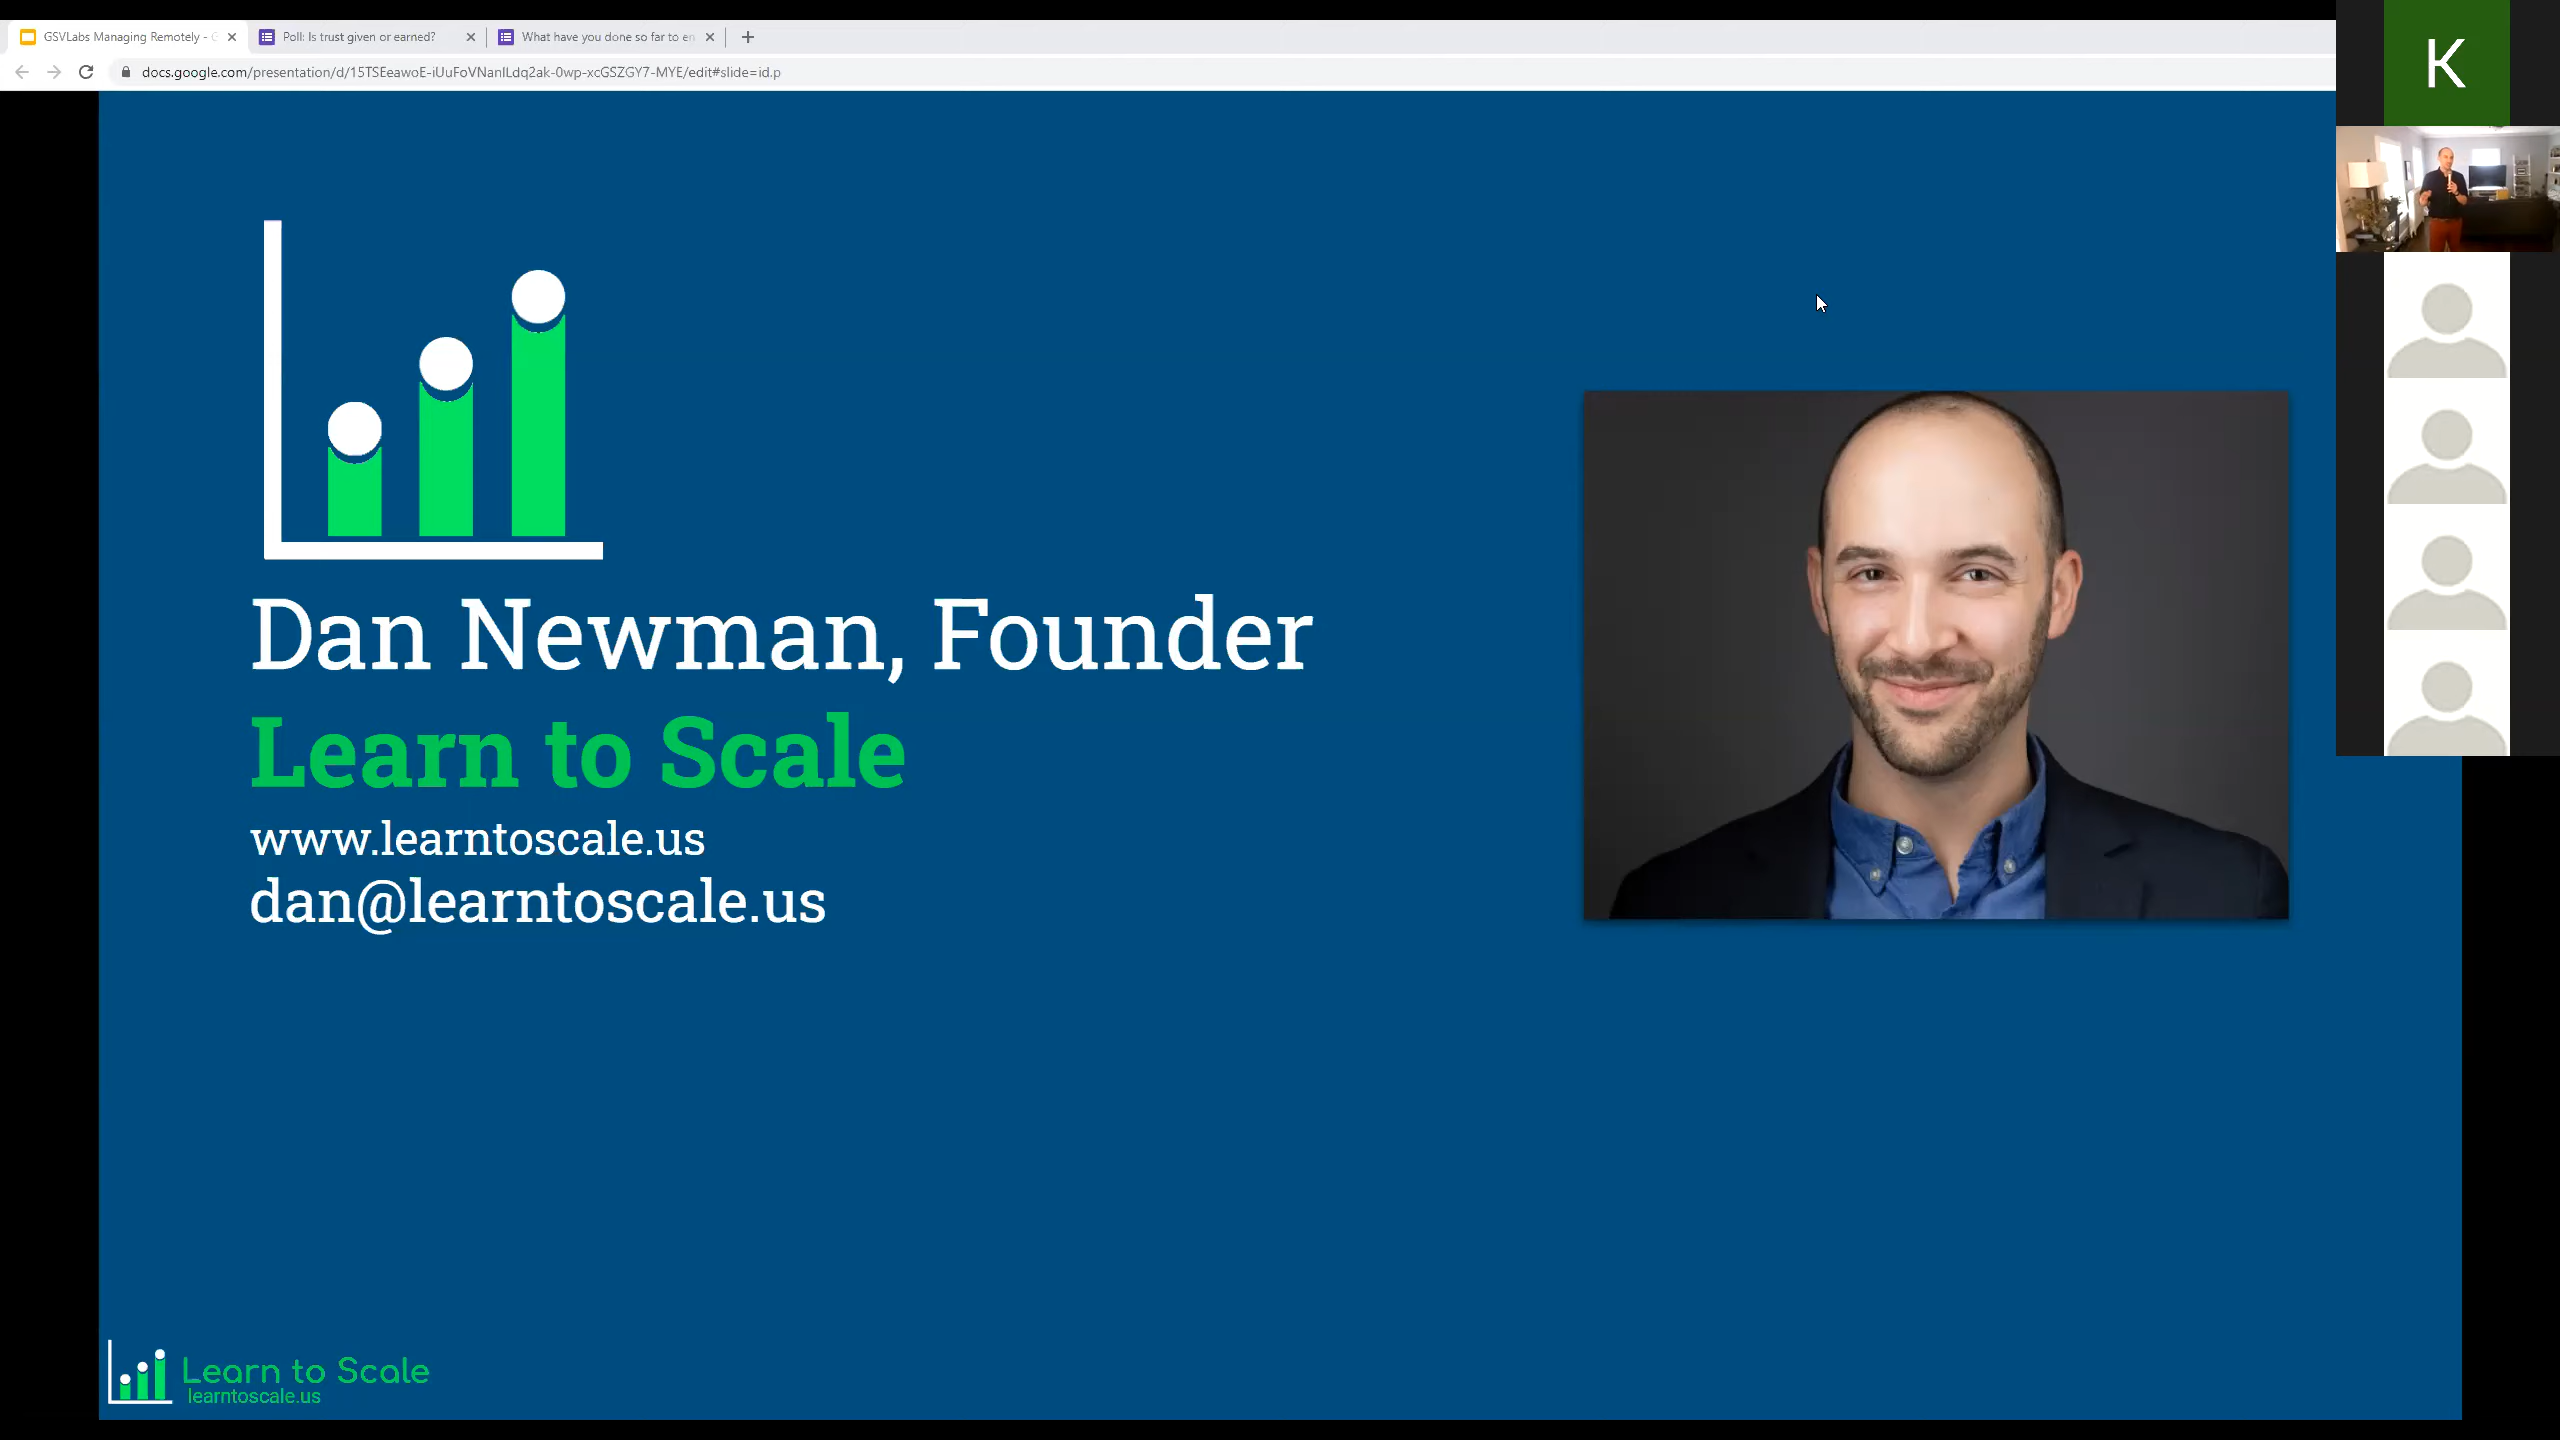 GSVLabs Managing Remotely - G
Poll: Is trust given or earned?
What have you done so far to en
docs.google.com/presentation/d/15TSEeawoE-iUuFoVNanILdq2ak-0wp-xcGSZGY7-MYE/edit#slide=id.p
K
Dan Newman, Founder
Learn to Scale
www.learntoscale.us
dan@learntoscale.us
Learn to Scale
learntoscale.us